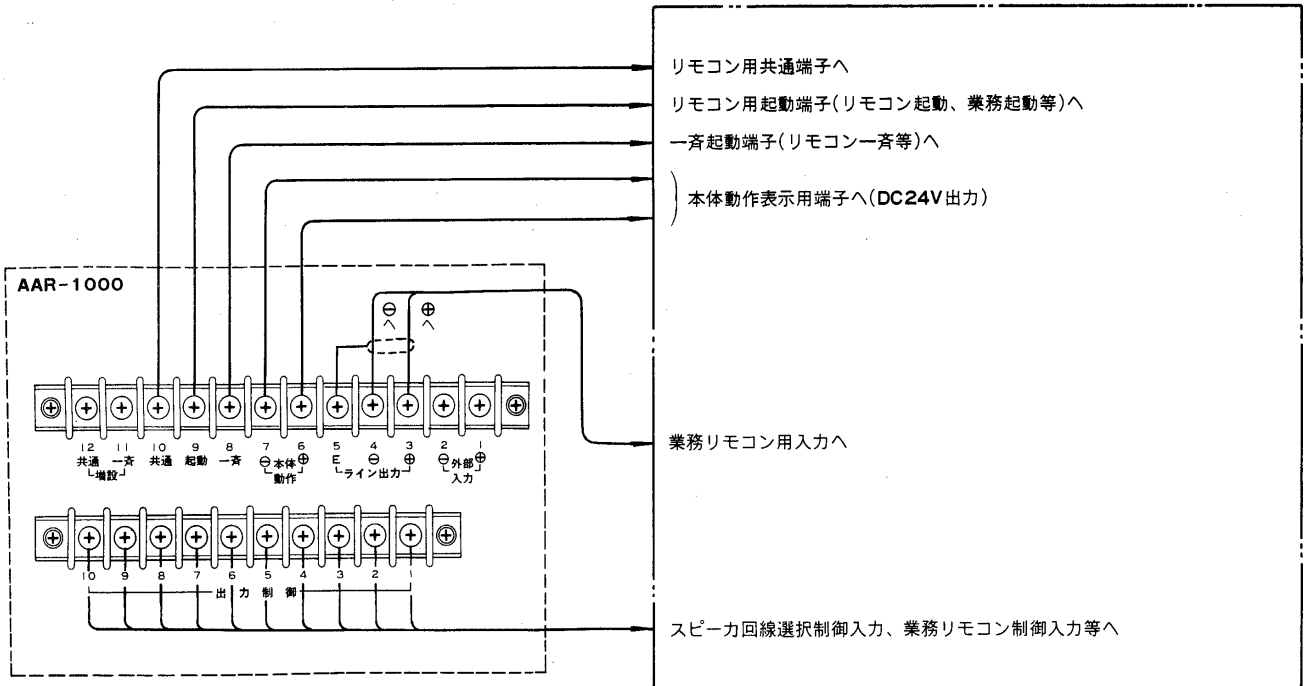 リモコン用共通端子へ
リモコン用起動端子(リモコン起動、業務起動等)へ
一斉起動端子(リモコン一斉等)へ
本体動作表示用端子へ(DC24V出力)
AAR-1000
⊖へ ⊕へ
12 11 10 9 8 7 6 5 4 3 2 1
共通 一斉 共通 起動 一斉 ⊖ 本体 ⊕ E ⊖ ⊕ ⊖ 外部 ⊕
増設 動作 ライン出力 入力
業務リモコン用入力へ
10 9 8 7 6 5 4 3 2 1
出力制御
スピーカ回線選択制御入力、業務リモコン制御入力等へ